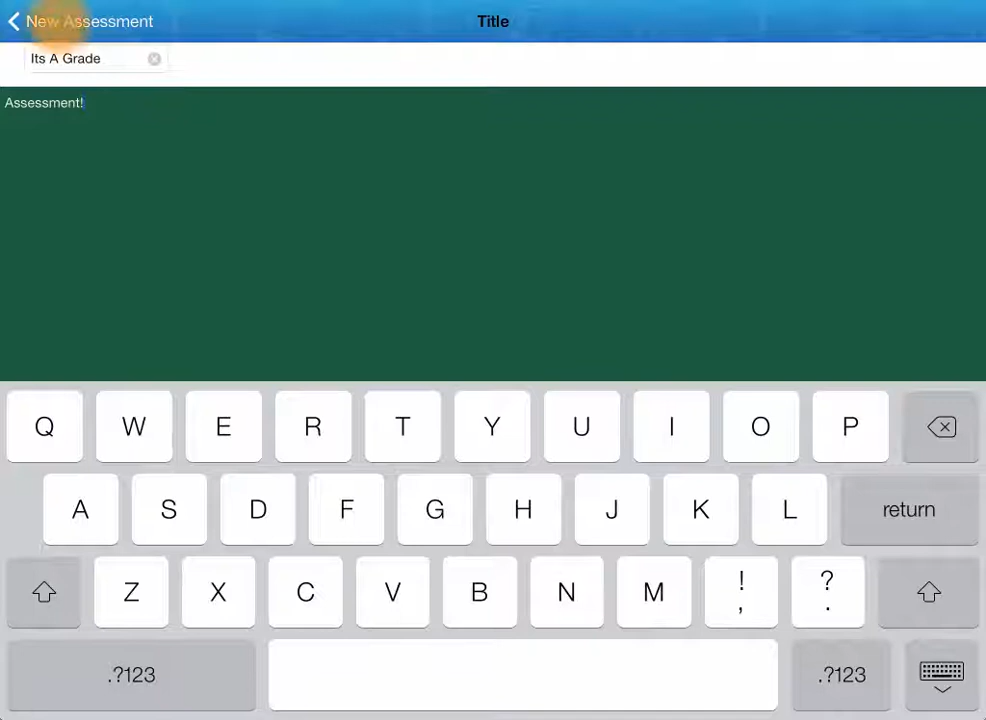 New Assessment Title
Its A Grade
Assessment!
Q W E R T Y U I O P
A S D F G H J K L return
Z X C V B N M ! , ? .
.?123 .?123